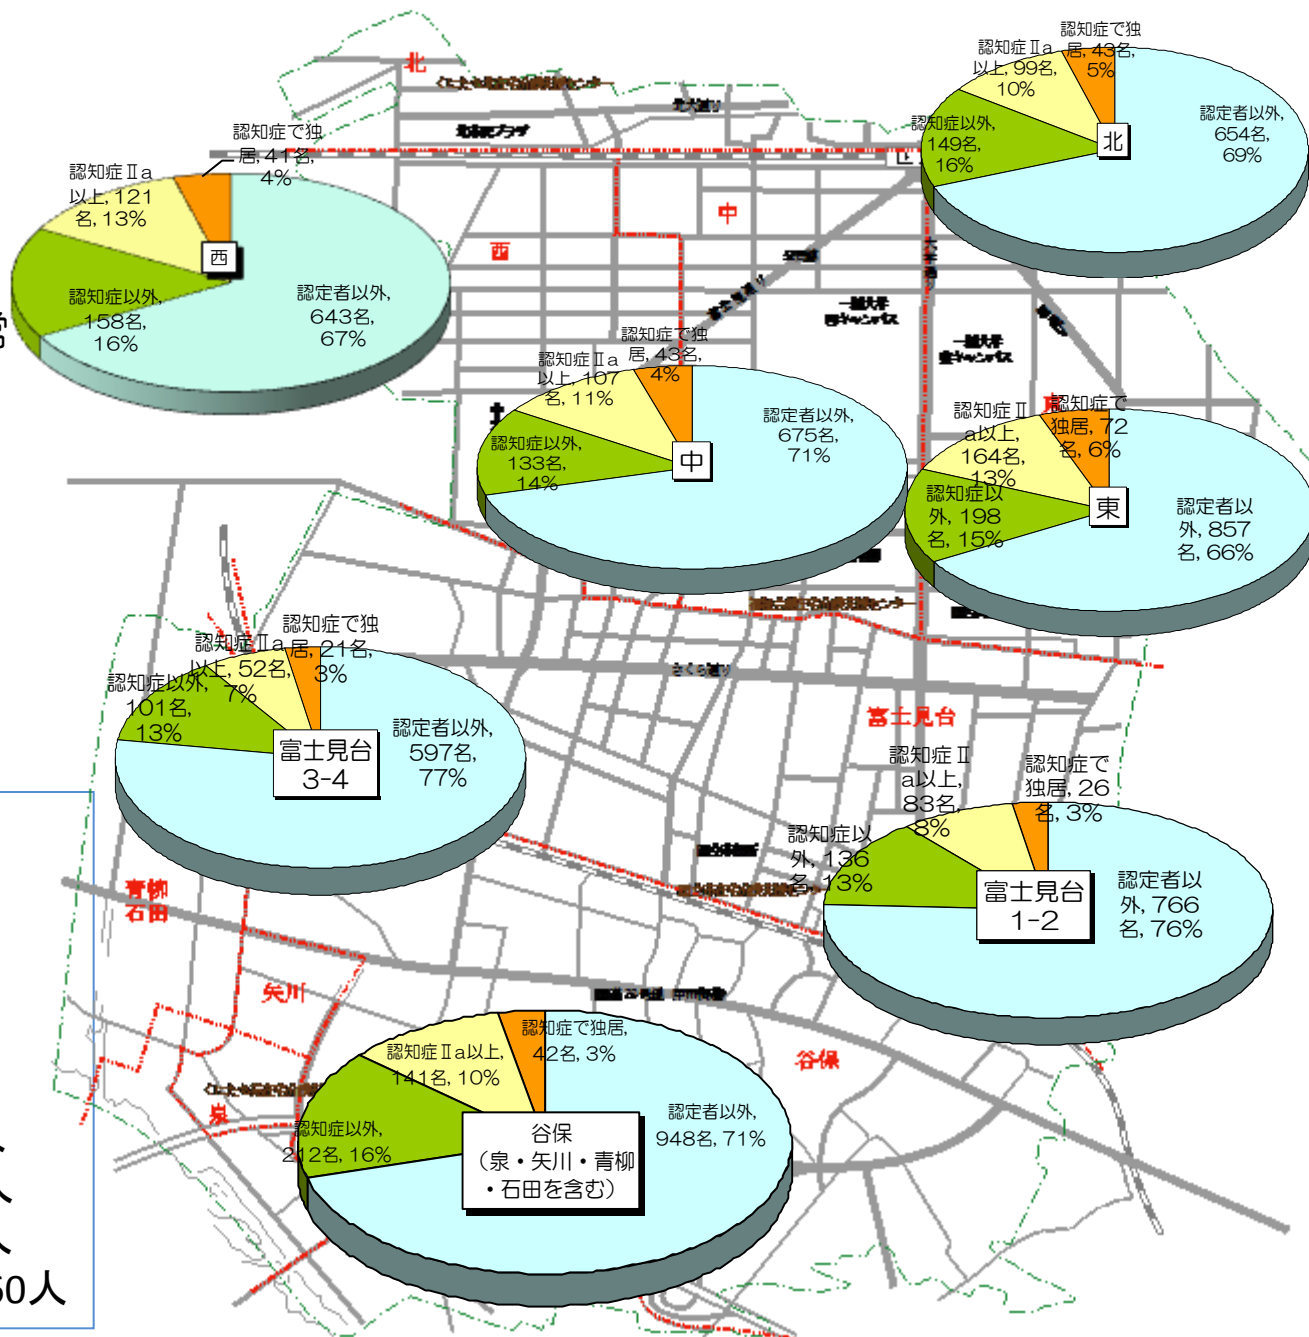 北
認知症Ⅱa
以上, 99名,
10%
認知症で独
居, 43名,
5%
認知症以外,
149名,
16%
認定者以外,
654名,
69%
北
認知症で独
居, 41名,
4%
認知症Ⅱa
以上, 121
名, 13%
西
認知症以外,
158名,
16%
認定者以外,
643名,
67%
中
西
認知症で独
居, 43名,
4%
認知症Ⅱa
以上, 107
名, 11%
認知症以外,
133名,
14%
中
認定者以外,
675名,
71%
東
認知症で
独居, 72
名, 6%
認知症Ⅱ
a以上,
164名,
13%
認知症以
外, 198
名, 15%
東
認定者以
外, 857
名, 66%
さくら通り
認知症で独
居, 21名,
3%
認知症Ⅱa
以上, 52名,
7%
認知症以外,
101名,
13%
富士見台
3-4
認定者以外,
597名,
77%
富士見台
認知症Ⅱ
a以上,
83名,
8%
認知症で
独居, 26
名, 3%
認知症以
外, 136
名, 13%
富士見台
1-2
認定者以
外, 766
名, 76%
青柳
石田
矢川
泉
谷保
認知症で独居,
42名, 3%
認知症Ⅱa以上,
141名, 10%
認知症以外,
212名, 16%
谷保
（泉・矢川・青柳
・石田を含む）
認定者以外,
948名, 71%
人
人
50人